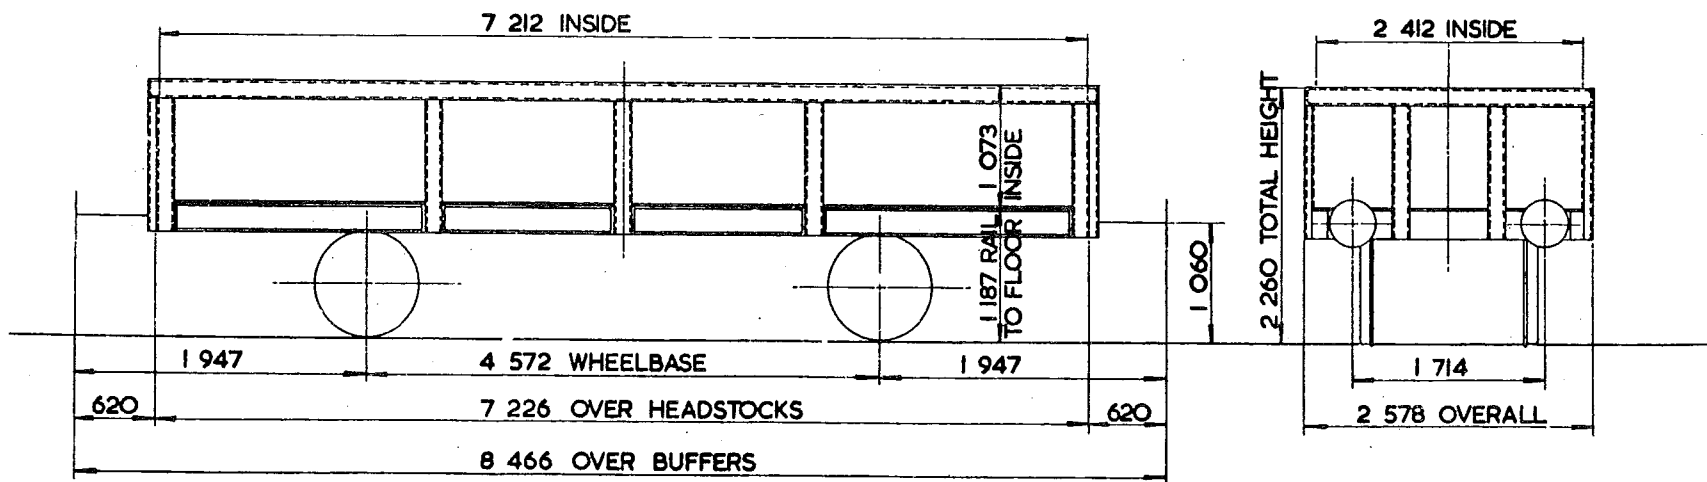 7 212 INSIDE
2 412 INSIDE
1 187 RAIL 1 073
TO FLOOR INSIDE
1 060
2 260 TOTAL HEIGHT
1 947
4 572 WHEELBASE
1 947
1 714
620
7 226 OVER HEADSTOCKS
620
2 578 OVERALL
8 466 OVER BUFFERS